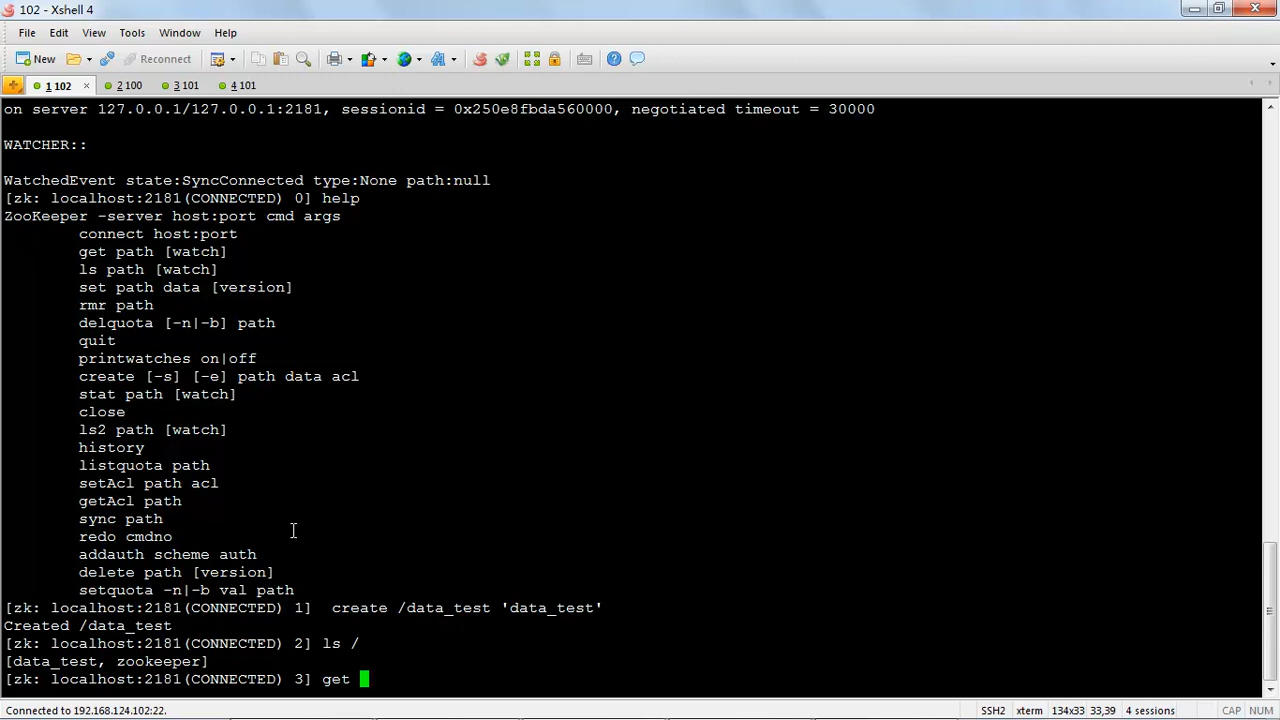 102 - Xshell 4
File Edit View Tools Window Help
New Reconnect
1 102 × 2 100 3 101 4 101
on server 127.0.0.1/127.0.0.1:2181, sessionid = 0x250e8fbda560000, negotiated timeout = 30000
WATCHER::
WatchedEvent state:SyncConnected type:None path:null
[zk: localhost:2181(CONNECTED) 0] help
ZooKeeper -server host:port cmd args
connect host:port
get path [watch]
ls path [watch]
set path data [version]
rmr path
delquota [-n|-b] path
quit
printwatches on|off
create [-s] [-e] path data acl
stat path [watch]
close
ls2 path [watch]
history
listquota path
setAcl path acl
getAcl path
sync path
redo cmdno
addauth scheme auth
delete path [version]
setquota -n|-b val path
[zk: localhost:2181(CONNECTED) 1]  create /data_test 'data_test'
Created /data_test
[zk: localhost:2181(CONNECTED) 2] ls /
[data_test, zookeeper]
[zk: localhost:2181(CONNECTED) 3] get
Connected to 192.168.124.102:22. SSH2 xterm 134x33 33,39 4 sessions CAP NUM